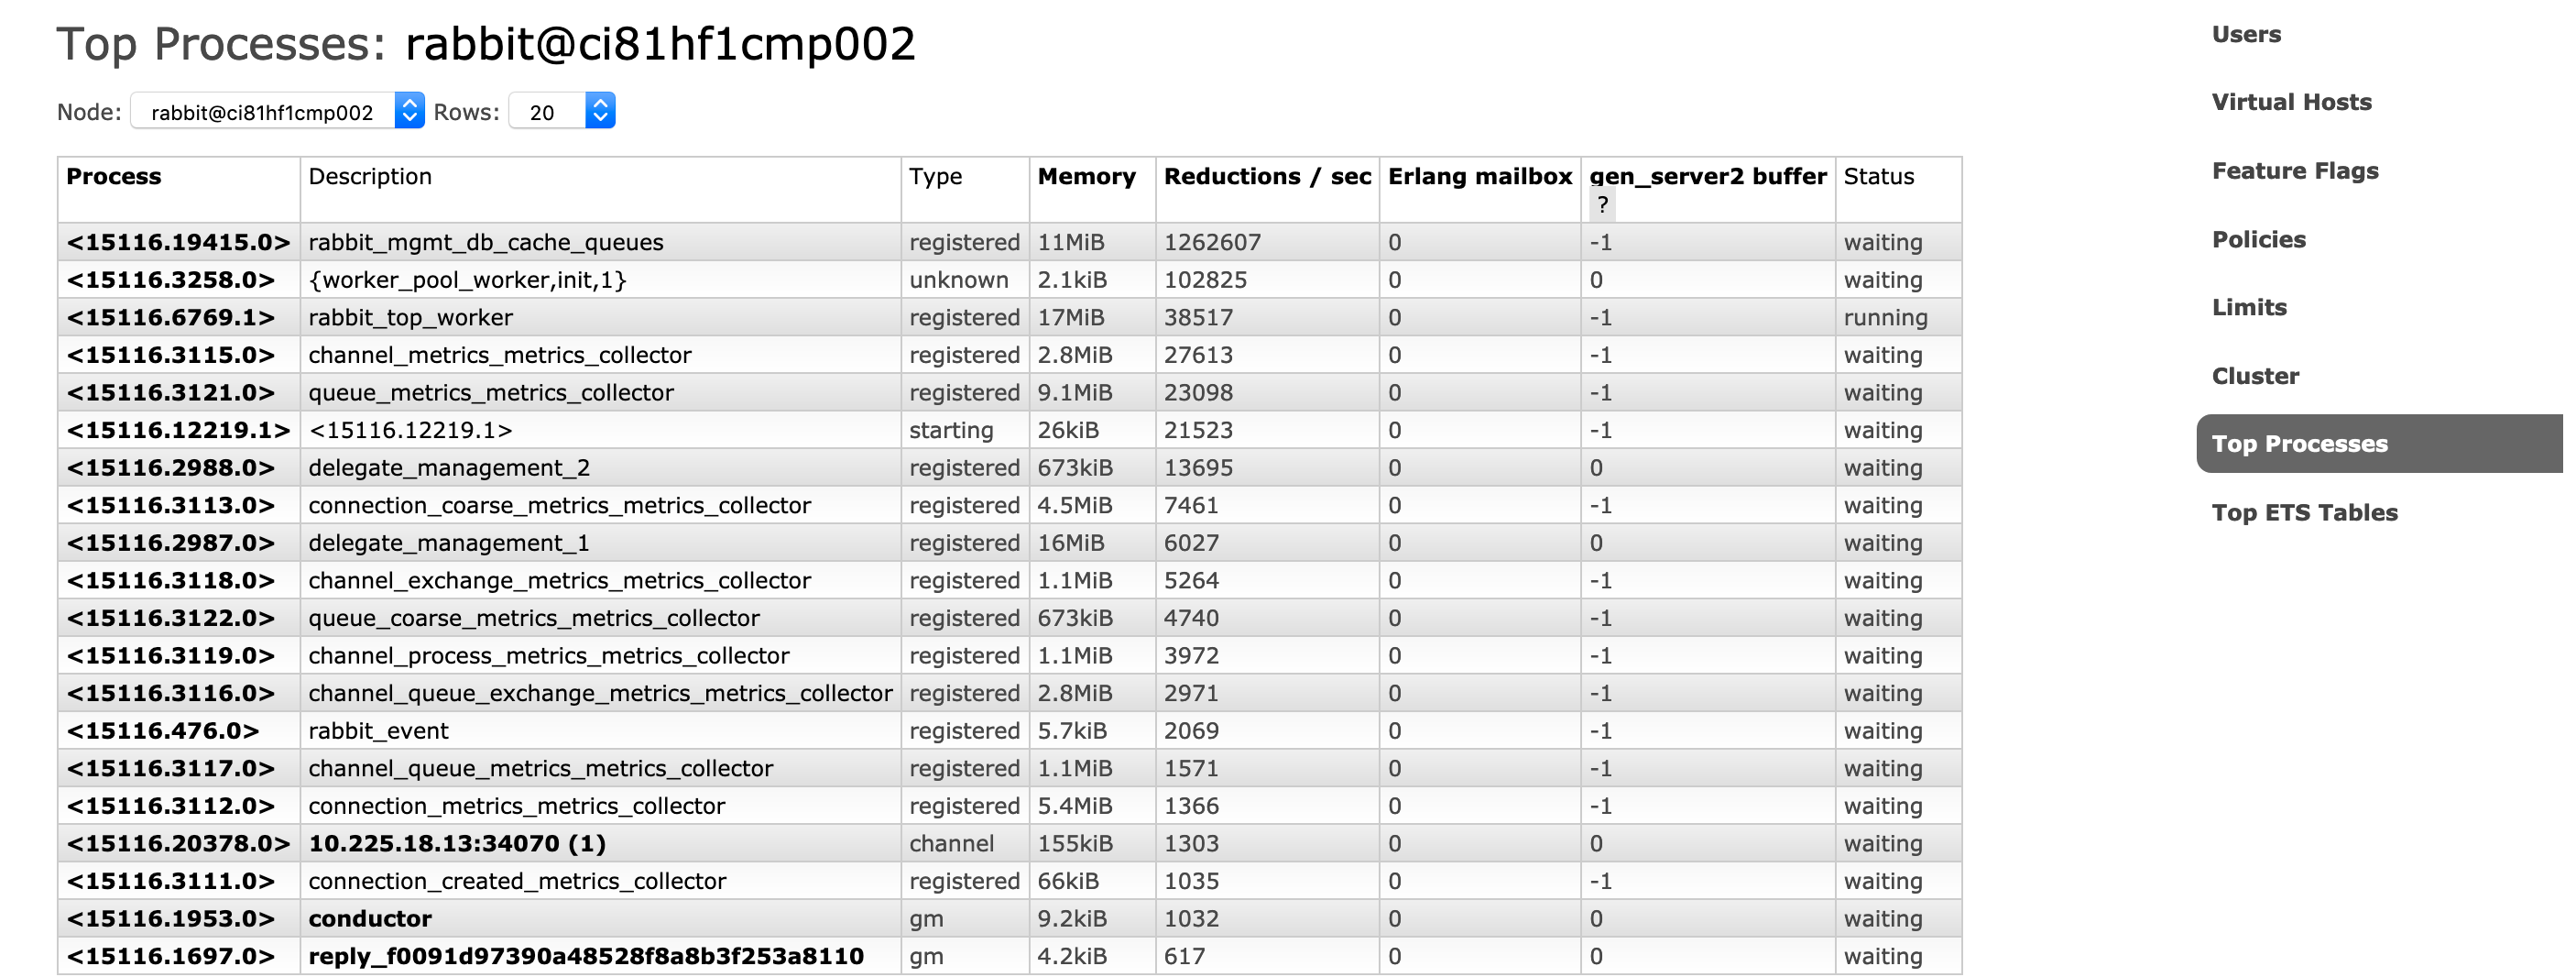 Top Processes: rabbit@ci81hf1cmp002
Node: rabbit@ci81hf1cmp002 Rows: 20
Process Description Type Memory Reductions / sec Erlang mailbox gen_server2 buffer Status
?
<15116.19415.0> rabbit_mgmt_db_cache_queues registered 11MiB 1262607 0 -1 waiting
<15116.3258.0> {worker_pool_worker,init,1} unknown 2.1kiB 102825 0 0 waiting
<15116.6769.1> rabbit_top_worker registered 17MiB 38517 0 -1 running
<15116.3115.0> channel_metrics_metrics_collector registered 2.8MiB 27613 0 -1 waiting
<15116.3121.0> queue_metrics_metrics_collector registered 9.1MiB 23098 0 -1 waiting
<15116.12219.1> <15116.12219.1> starting 26kiB 21523 0 -1 waiting
<15116.2988.0> delegate_management_2 registered 673kiB 13695 0 0 waiting
<15116.3113.0> connection_coarse_metrics_metrics_collector registered 4.5MiB 7461 0 -1 waiting
<15116.2987.0> delegate_management_1 registered 16MiB 6027 0 0 waiting
<15116.3118.0> channel_exchange_metrics_metrics_collector registered 1.1MiB 5264 0 -1 waiting
<15116.3122.0> queue_coarse_metrics_metrics_collector registered 673kiB 4740 0 -1 waiting
<15116.3119.0> channel_process_metrics_metrics_collector registered 1.1MiB 3972 0 -1 waiting
<15116.3116.0> channel_queue_exchange_metrics_metrics_collector registered 2.8MiB 2971 0 -1 waiting
<15116.476.0> rabbit_event registered 5.7kiB 2069 0 -1 waiting
<15116.3117.0> channel_queue_metrics_metrics_collector registered 1.1MiB 1571 0 -1 waiting
<15116.3112.0> connection_metrics_metrics_collector registered 5.4MiB 1366 0 -1 waiting
<15116.20378.0> 10.225.18.13:34070 (1) channel 155kiB 1303 0 0 waiting
<15116.3111.0> connection_created_metrics_collector registered 66kiB 1035 0 -1 waiting
<15116.1953.0> conductor gm 9.2kiB 1032 0 0 waiting
<15116.1697.0> reply_f0091d97390a48528f8a8b3f253a8110 gm 4.2kiB 617 0 0 waiting
Users
Virtual Hosts
Feature Flags
Policies
Limits
Cluster
Top Processes
Top ETS Tables